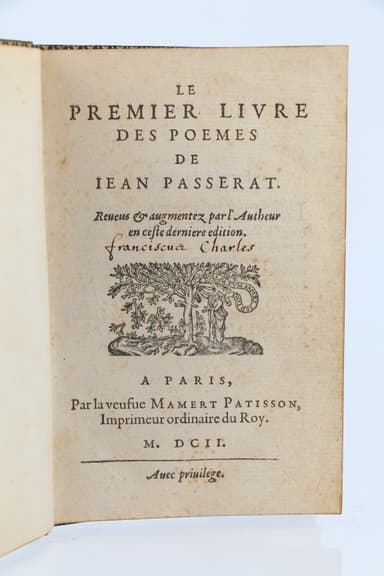 LE
PREMIER LIVRE
DES POEMES
DE
IEAN PASSERAT.
Reueus & augmentez par l'Autheur
en ceste derniere edition.
franciscus Charles
A PARIS,
Par la veufue MAMERT PATISSON,
Imprimeur ordinaire du Roy.
M. DCII.
Auec priuilege.